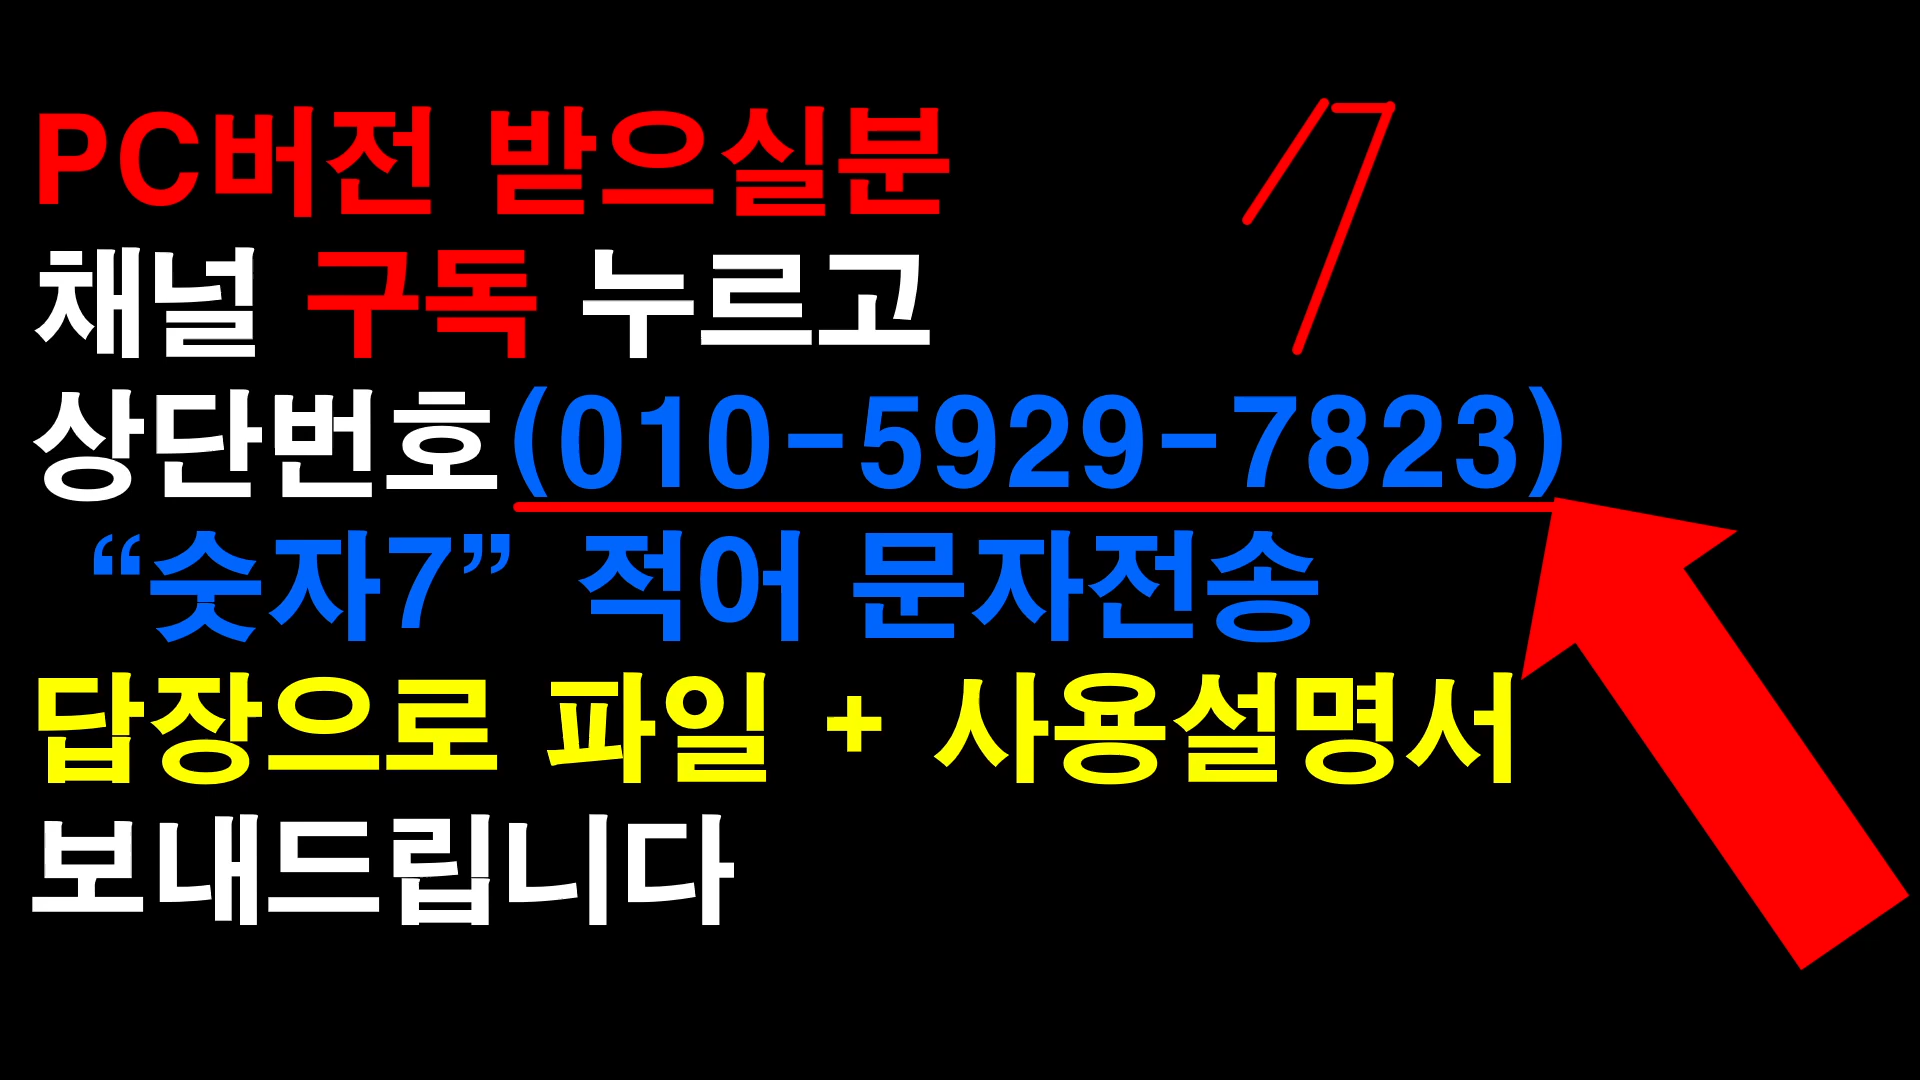 PC버전 받으실분
채널 구독 누르고
상단번호(010-5929-7823)
“숫자7” 적어 문자전송
답장으로 파일 + 사용설명서
보내드립니다
7